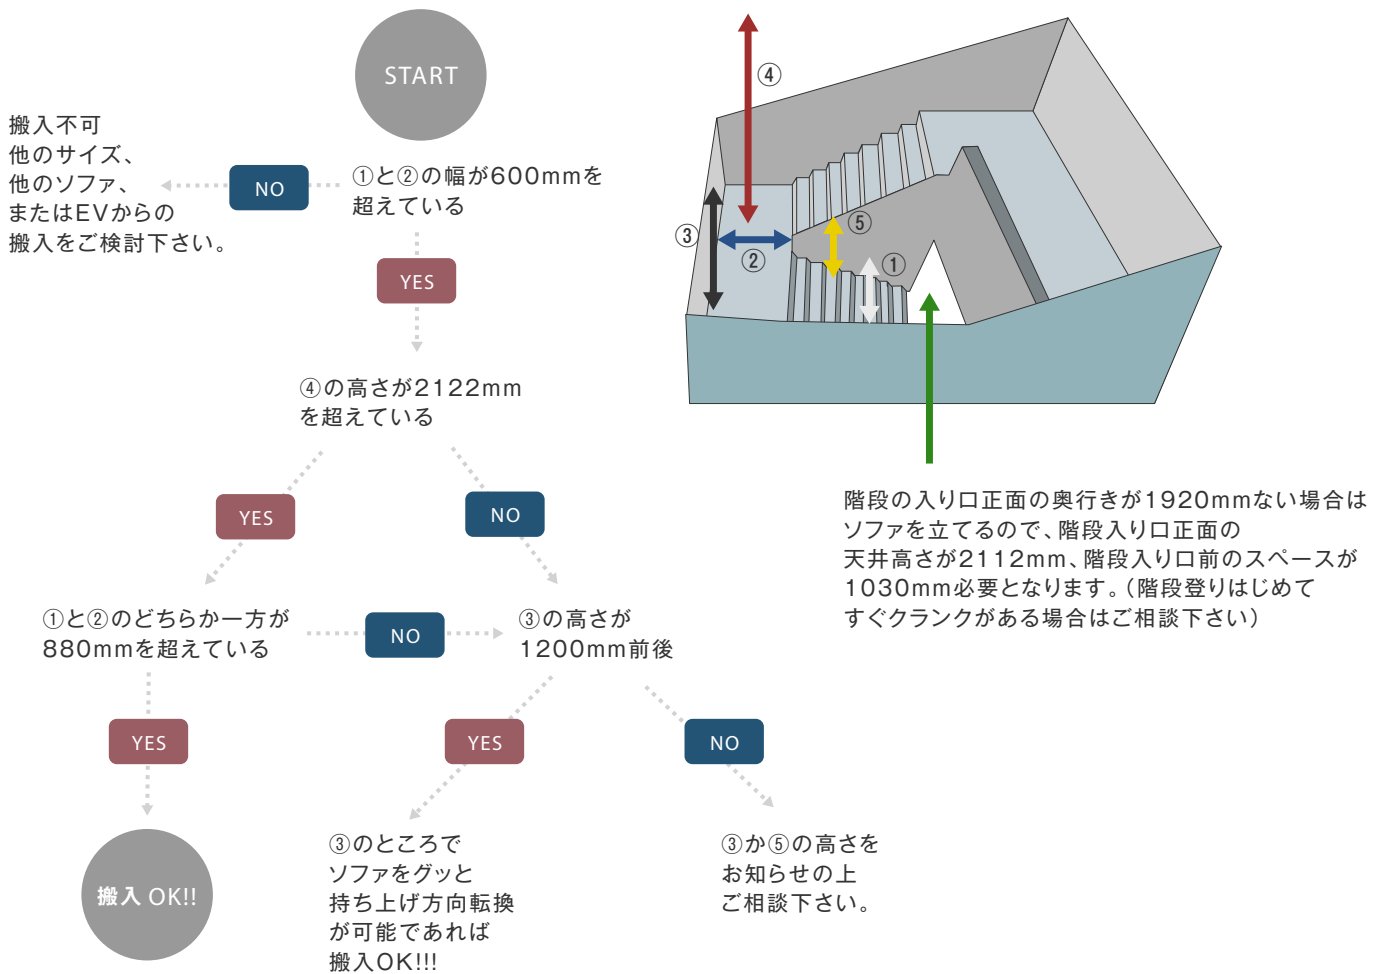 START
搬入不可
他のサイズ、
他のソファ、
またはEVからの
搬入をご検討下さい。
NO
①と②の幅が600mmを
超えている
YES
④の高さが2122mm
を超えている
YES
NO
①と②のどちらか一方が
880mmを超えている
NO
③の高さが
1200mm前後
YES
YES
NO
搬入 OK!!
③のところで
ソファをグッと
持ち上げ方向転換
が可能であれば
搬入OK!!!
③か⑤の高さを
お知らせの上
ご相談下さい。
④
③
⑤
②
①
階段の入り口正面の奥行きが1920mmない場合は
ソファを立てるので、階段入り口正面の
天井高さが2112mm、階段入り口前のスペースが
1030mm必要となります。（階段登りはじめて
すぐクランクがある場合はご相談下さい）